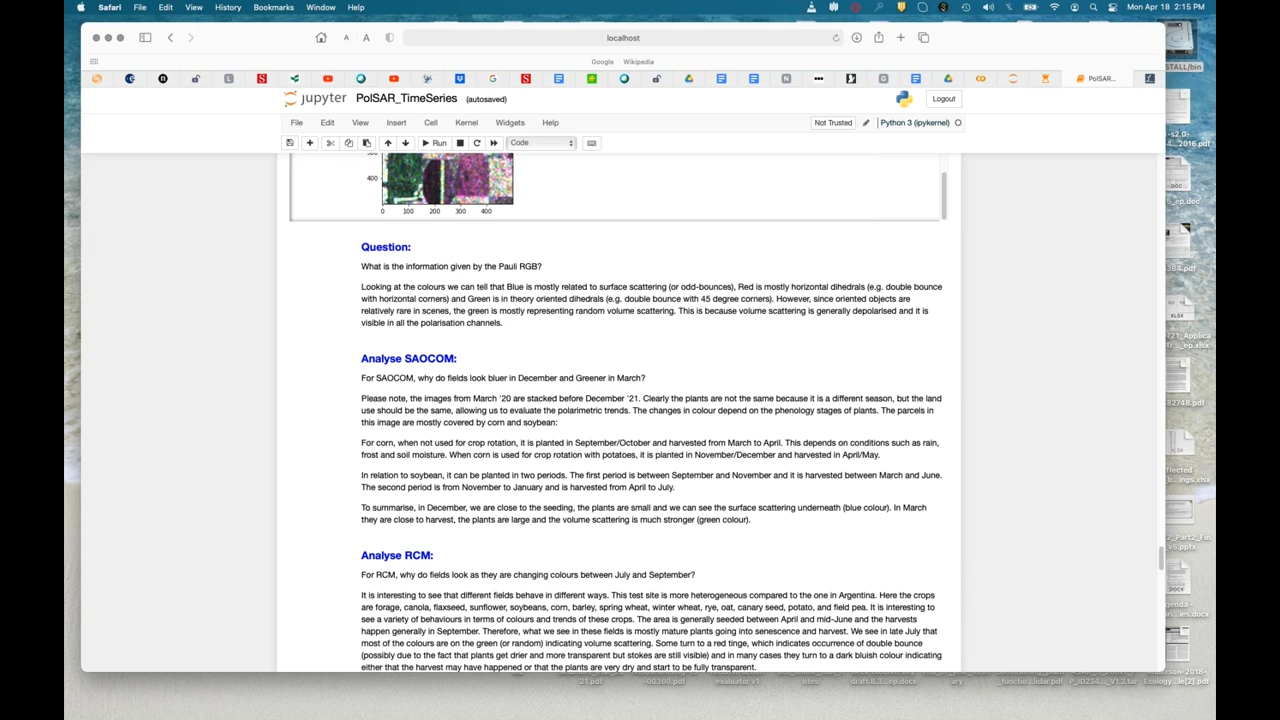 Safari File Edit View History Bookmarks Window Help Mon Apr 18 2:15 PM
A A localhost
Google Wikipedia
PolSAR...
jupyter PolSAR_TimeSeries (autosaved) Logout
File Edit View Insert Cell Kernel Widgets Help Not Trusted Python 3 (ipykernel)
Run Code
400
0 100 200 300 400
Question:
What is the information given by the Pauli RGB?
Looking at the colours we can tell that Blue is mostly related to surface scattering (or odd-bounces), Red is mostly horizontal dihedrals (e.g. double bounce
with horizontal corners) and Green is in theory oriented dihedrals (e.g. double bounce with 45 degree corners). However, since oriented objects are
relatively rare in scenes, the green is mostly representing random volume scattering. This is because volume scattering is generally depolarised and it is
visible in all the polarisation channels.
Analyse SAOCOM:
For SAOCOM, why do fields look bluer in December and Greener in March?
Please note, the images from March '20 are stacked before December '21. Clearly the plants are not the same because it is a different season, but the land
use should be the same, allowing us to evaluate the polarimetric trends. The changes in colour depend on the phenology stages of plants. The parcels in
this image are mostly covered by corn and soybean:
For corn, when not used for crop rotation, it is planted in September/October and harvested from March to April. This depends on conditions such as rain,
frost and soil moisture. When corn is used for crop rotation with potatoes, it is planted in November/December and harvested in April/May.
In relation to soybean, it can be planted in two periods. The first period is between September and November and it is harvested between March and June.
The second period is from November to January and is harvested from April to July.
To summarise, in December, we are close to the seeding, the plants are small and we can see the surface scattering underneath (blue colour). In March
they are close to harvest, the plants are large and the volume scattering is much stronger (green colour).
Analyse RCM:
For RCM, why do fields look as they are changing colours between July and September?
It is interesting to see that different fields behave in different ways. This test site is more heterogeneous compared to the one in Argentina. Here the crops
are forage, canola, flaxseed, sunflower, soybeans, corn, barley, spring wheat, winter wheat, rye, oat, canary seed, potato, and field pea. It is interesting to
see a variety of behaviours in terms of colours and trends of these crops. The area is generally seeded between April and mid-June and the harvests
happen generally in September. Therefore, what we see in these fields is mostly mature plants going into senescence and harvest. We see in late July that
most of the colours are on the green (or random) indicating volume scattering. Some turn to a red tinge, which indicates occurrence of double bounce
(possibly due to the fact that plants get drier and more transparent but stokes are still visible) and in many cases they turn to a dark bluish colour indicating
either that the harvest may have happened or that the plants are very dry and start to be fully transparent.